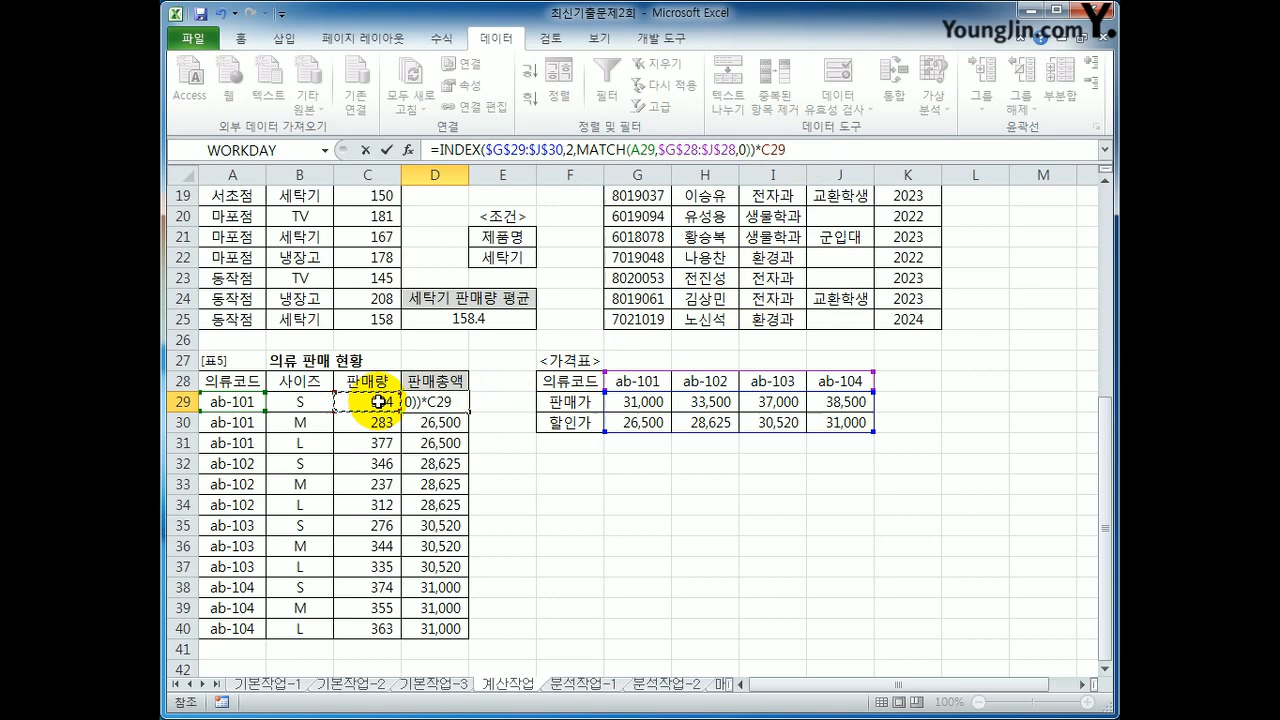 최신기출문제2회 - Microsoft Excel
YoungJin.com Y.
파일 홈 삽입 페이지 레이아웃 수식 데이터 검토 보기 개발 도구
Access 웹 텍스트 기타 원본 기존 연결 모두 새로 고침 연결 속성 연결 편집 정렬 필터 지우기 다시 적용 고급 텍스트 나누기 중복된 항목 제거 데이터 유효성 검사 통합 가상 분석 그룹 그룹 해제 부분합
외부 데이터 가져오기 연결 정렬 및 필터 데이터 도구 윤곽선
WORKDAY fx =INDEX($G$29:$J$30,2,MATCH(A29,$G$28:$J$28,0))*C29
A B C D E F G H I J K L M
19 서초점 세탁기 150 8019037 이승유 전자과 교환학생 2023
20 마포점 TV 181 <조건> 6019094 유성용 생물학과 2022
21 마포점 세탁기 167 제품명 6018078 황승복 생물학과 군입대 2023
22 마포점 냉장고 178 세탁기 7019048 나용찬 환경과 2023
23 동작점 TV 145 8020053 전진성 전자과 2023
24 동작점 냉장고 208 세탁기 판매량 평균 8019061 김상민 전자과 교환학생 2023
25 동작점 세탁기 158 158.4 7021019 노신석 환경과 2024
26
27 [표5] 의류 판매 현황 <가격표>
28 의류코드 사이즈 판매량 판매총액 의류코드 ab-101 ab-102 ab-103 ab-104
29 ab-101 S 4 0))*C29 판매가 31,000 33,500 37,000 38,500
30 ab-101 M 283 26,500 할인가 26,500 28,625 30,520 31,000
31 ab-101 L 377 26,500
32 ab-102 S 346 28,625
33 ab-102 M 237 28,625
34 ab-102 L 312 28,625
35 ab-103 S 276 30,520
36 ab-103 M 344 30,520
37 ab-103 L 335 30,520
38 ab-104 S 374 31,000
39 ab-104 M 355 31,000
40 ab-104 L 363 31,000
41
42
기본작업-1 기본작업-2 기본작업-3 계산작업 분석작업-1 분석작업-2
참조 100%